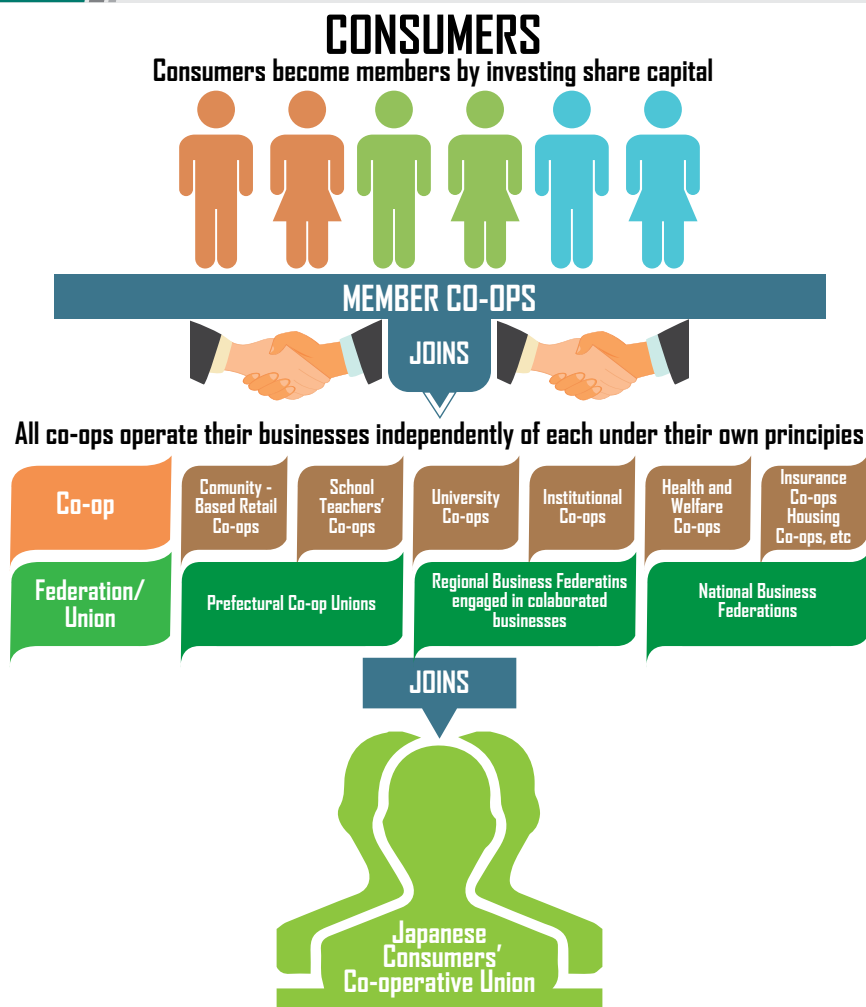 CONSUMERS
Consumers become members by investing share capital
MEMBER CO-OPS
JOINS
All co-ops operate their businesses independently of each under their own principies
Co-op
Comunity -
Based Retail
Co-ops
School
Teachers'
Co-ops
University
Co-ops
Institutional
Co-ops
Health and
Welfare
Co-ops
Insurance
Co-ops
Housing
Co-ops, etc
Federation/
Union
Prefectural Co-op Unions
Regional Business Federatins
engaged in colaborated
businesses
National Business
Federations
JOINS
Japanese
Consumers'
Co-operative Union